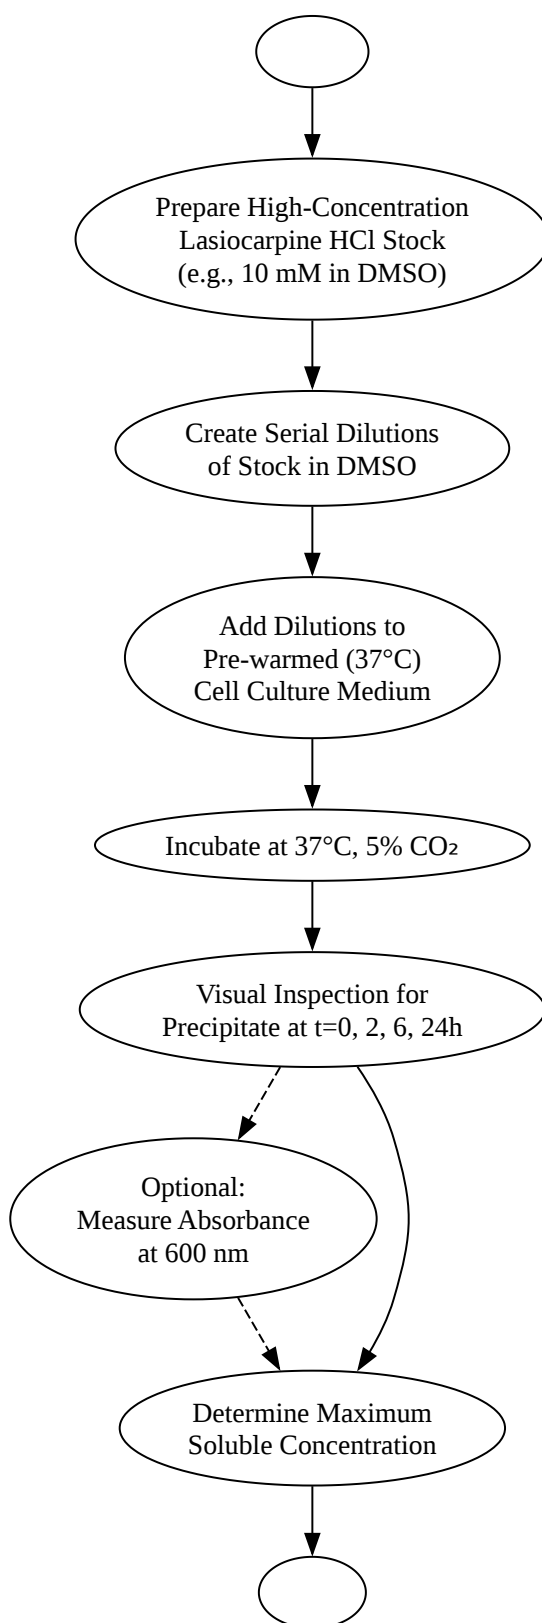 Prepare High-Concentration
Lasiocarpine HCl Stock
(e.g., 10 mM in DMSO)
Create Serial Dilutions
of Stock in DMSO
Add Dilutions to
Pre-warmed (37°C)
Cell Culture Medium
Incubate at 37°C, 5% CO₂
Visual Inspection for
Precipitate at t=0, 2, 6, 24h
Optional:
Measure Absorbance
at 600 nm
Determine Maximum
Soluble Concentration